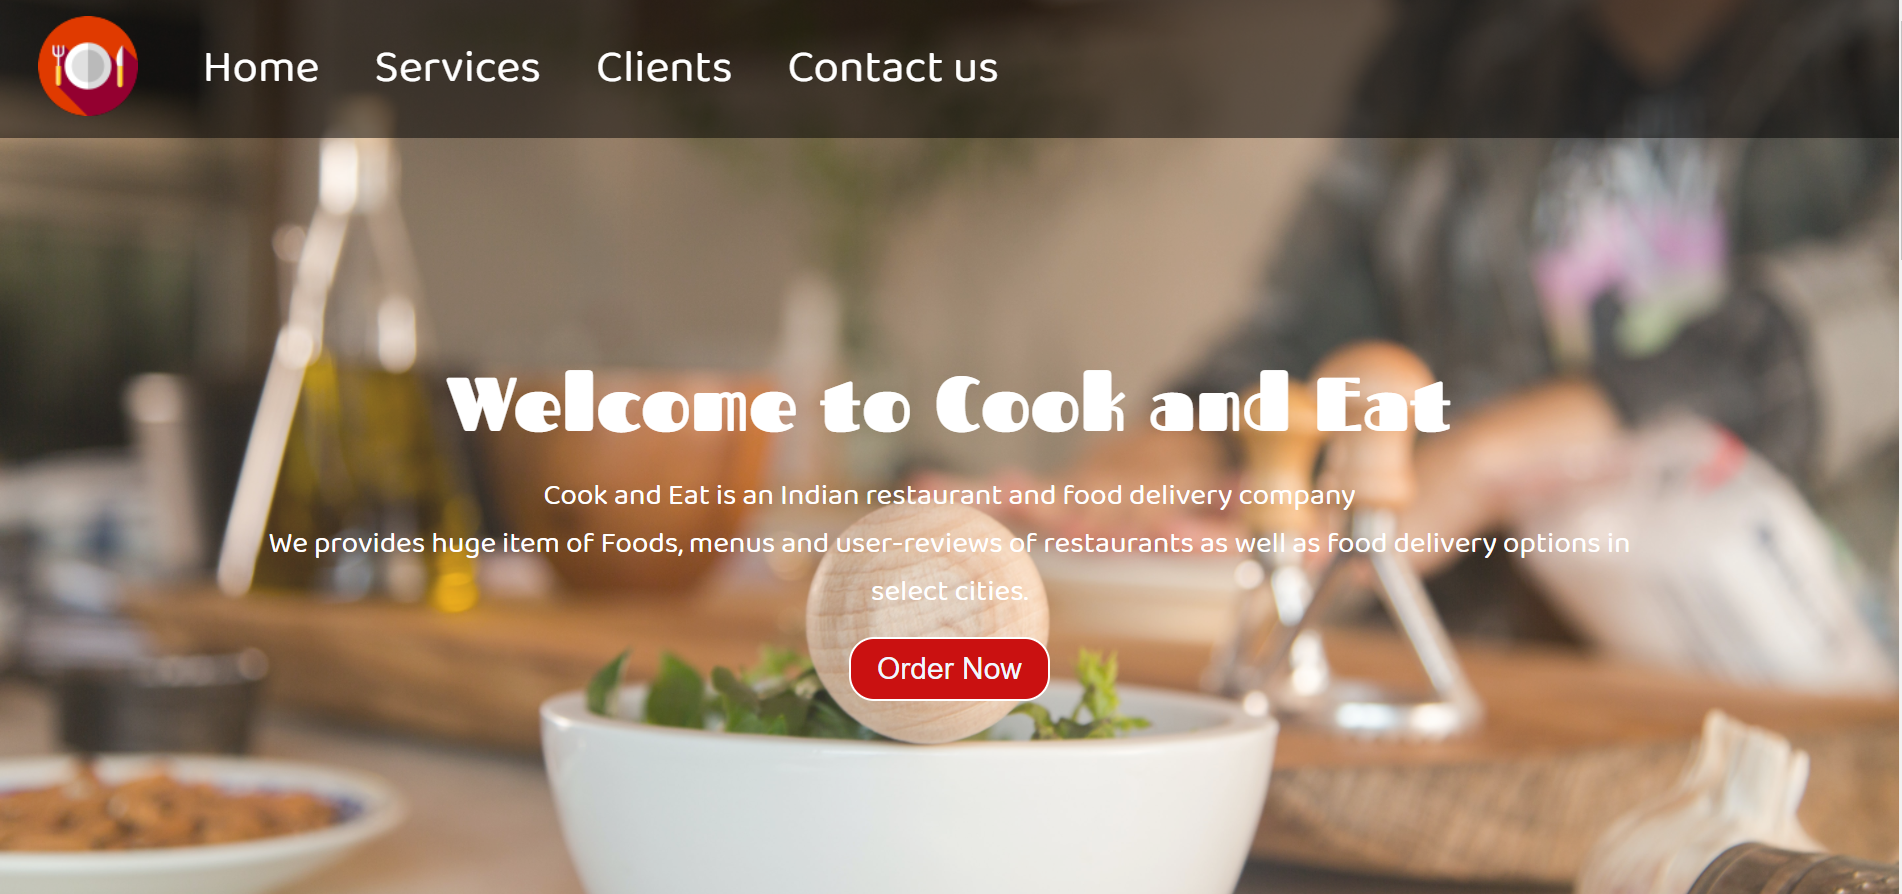 Home Services Clients Contact us
Welcome to Cook and Eat
Cook and Eat is an Indian restaurant and food delivery company
We provides huge item of Foods, menus and user-reviews of restaurants as well as food delivery options in
select cities.
Order Now